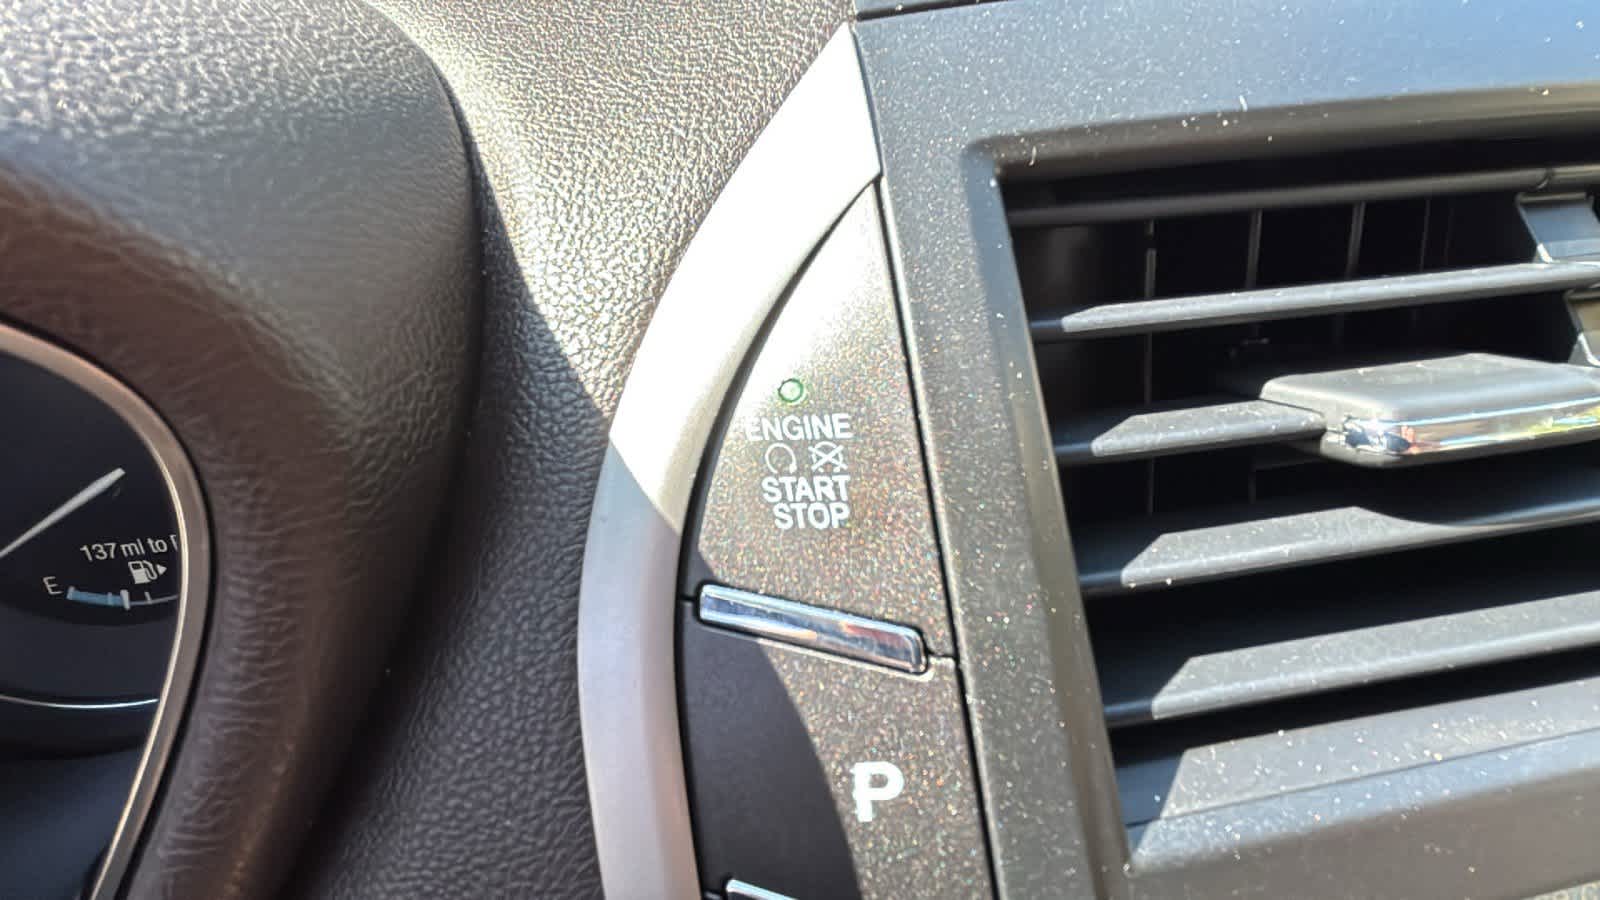 137 mi to
E
ENGINE
START
STOP
P